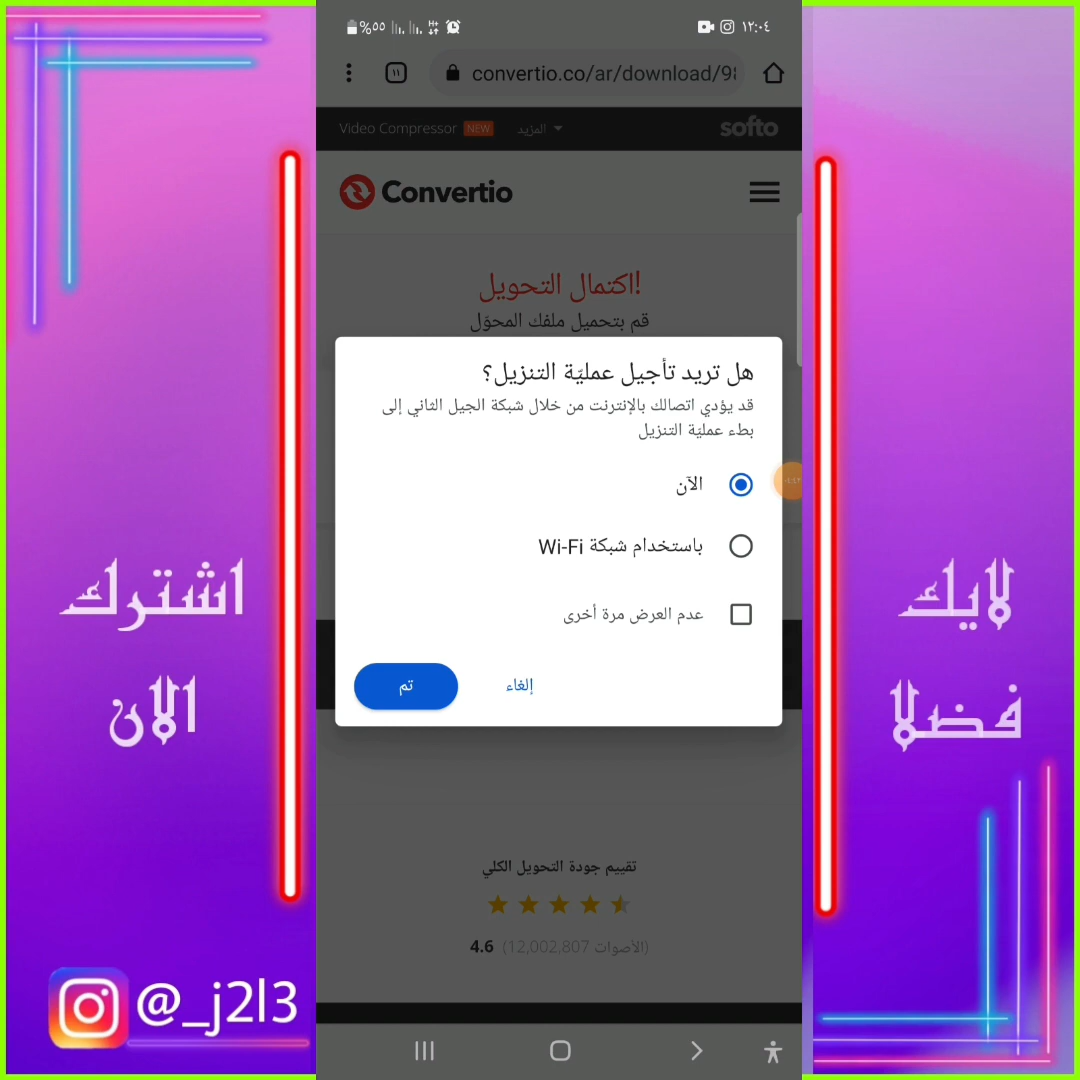 %٥٥
١٢:٠٤
١١
convertio.co/ar/download/98
Video Compressor NEW
المزيد
softo
Convertio
اكتمال التحويل!
قم بتحميل ملفك المحوّل
هل تريد تأجيل عمليّة التنزيل؟
قد يؤدي اتصالك بالإنترنت من خلال شبكة الجيل الثاني إلى
بطء عمليّة التنزيل
الآن
باستخدام شبكة Wi-Fi
عدم العرض مرة أخرى
إلغاء
تم
تقييم جودة التحويل الكلي
4.6 (12,002,807 الأصوات)
لايك
فضلا
اشترك
الان
@_j2l3